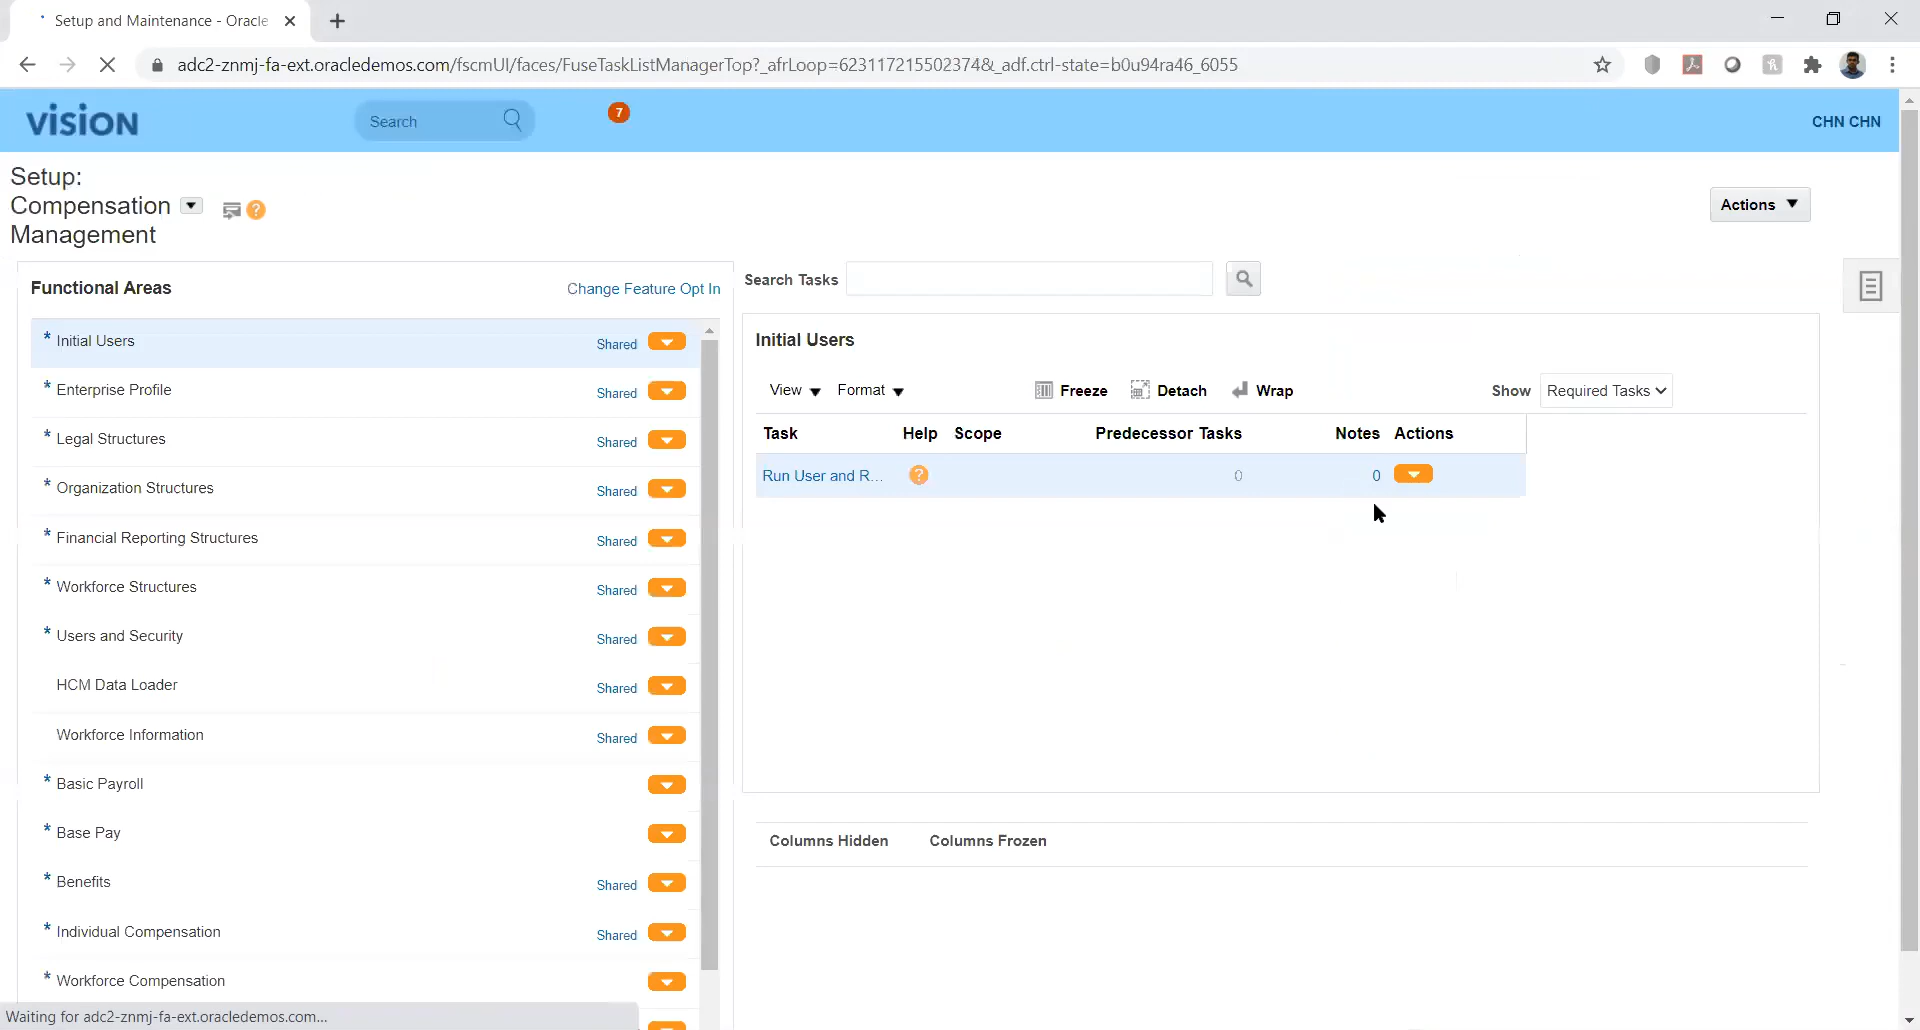 Setup and Maintenance - Oracle
adc2-znmj-fa-ext.oracledemos.com/fscmUI/faces/FuseTaskListManagerTop?_afrLoop=6231172155023748&_adf.ctrl-state=b0u94ra46_6055
vision
Search
7
CHN CHN
Setup:
Compensation
Management
?
Actions
Functional Areas
Change Feature Opt In
Search Tasks
* Initial Users Shared
* Enterprise Profile Shared
* Legal Structures Shared
* Organization Structures Shared
* Financial Reporting Structures Shared
* Workforce Structures Shared
* Users and Security Shared
HCM Data Loader Shared
Workforce Information Shared
* Basic Payroll
* Base Pay
* Benefits Shared
* Individual Compensation Shared
* Workforce Compensation
Initial Users
View Format Freeze Detach Wrap Show Required Tasks
Task Help Scope Predecessor Tasks Notes Actions
Run User and R... ? 0 0
Columns Hidden Columns Frozen
Waiting for adc2-znmj-fa-ext.oracledemos.com...